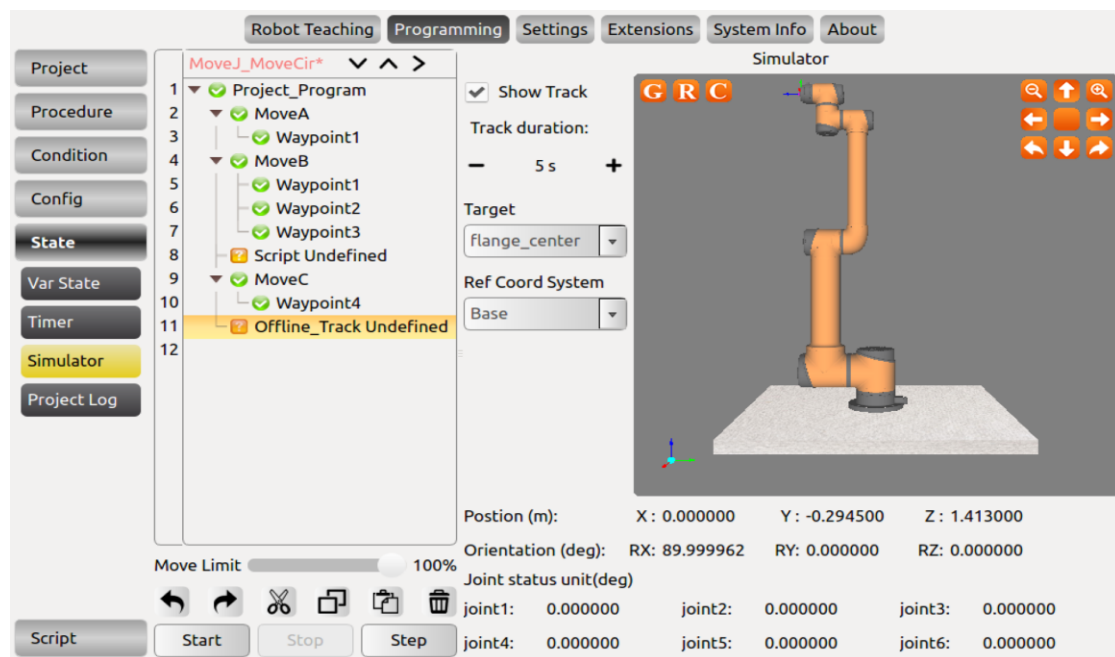 Robot Teaching Programming Settings Extensions System Info About
Project
Procedure
Condition
Config
State
Var State
Timer
Simulator
Project Log
Script
MoveJ_MoveCir*
1 Project_Program
2 MoveA
3 Waypoint1
4 MoveB
5 Waypoint1
6 Waypoint2
7 Waypoint3
8 ? Script Undefined
9 MoveC
10 Waypoint4
11 ? Offline_Track Undefined
12
Move Limit 100%
Start Stop Step
Simulator
Show Track
Track duration:
5 s
Target
flange_center
Ref Coord System
Base
G R C
Postion (m): X : 0.000000 Y : -0.294500 Z : 1.413000
Orientation (deg): RX: 89.999962 RY: 0.000000 RZ: 0.000000
Joint status unit(deg)
joint1: 0.000000 joint2: 0.000000 joint3: 0.000000
joint4: 0.000000 joint5: 0.000000 joint6: 0.000000